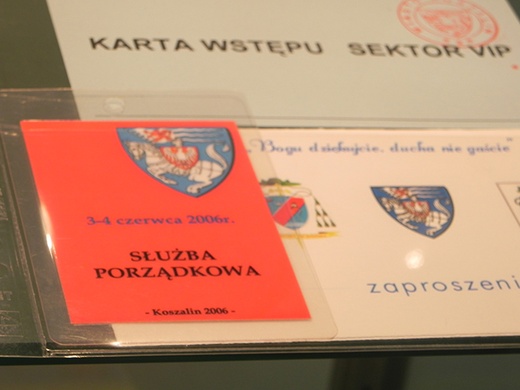 KARTA WSTĘPU SEKTOR VIP
„Bogu dziękujcie, ducha nie gaście"
3-4 czerwca 2006r.
SŁUŻBA
PORZĄDKOWA
- Koszalin 2006 -
zaproszeni